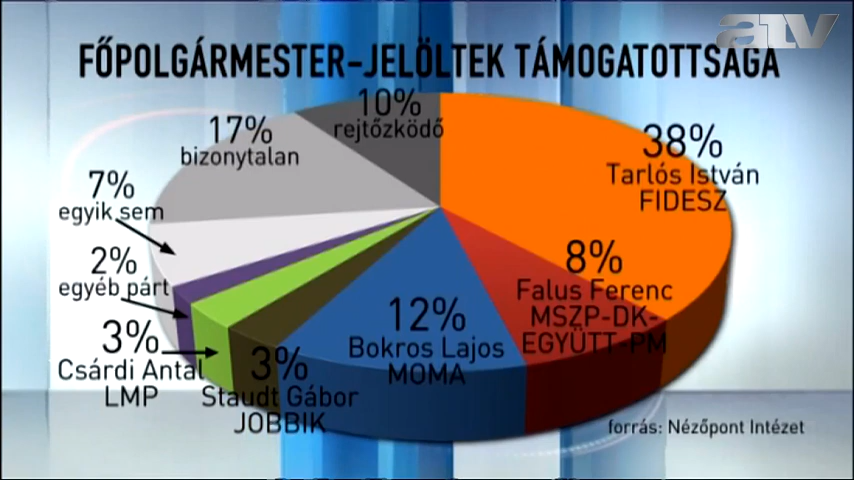 atv
FŐPOLGÁRMESTER-JELÖLTEK TÁMOGATOTTSÁGA
10%
rejtőzködő
38%
Tarlós István
FIDESZ
17%
bizonytalan
7%
egyik sem
2%
egyéb párt
3%
Csárdi Antal
LMP
3%
Staudt Gábor
JOBBIK
12%
Bokros Lajos
MOMA
8%
Falus Ferenc
MSZP-DK-
EGYÜTT-PM
forrás: Nézőpont Intézet